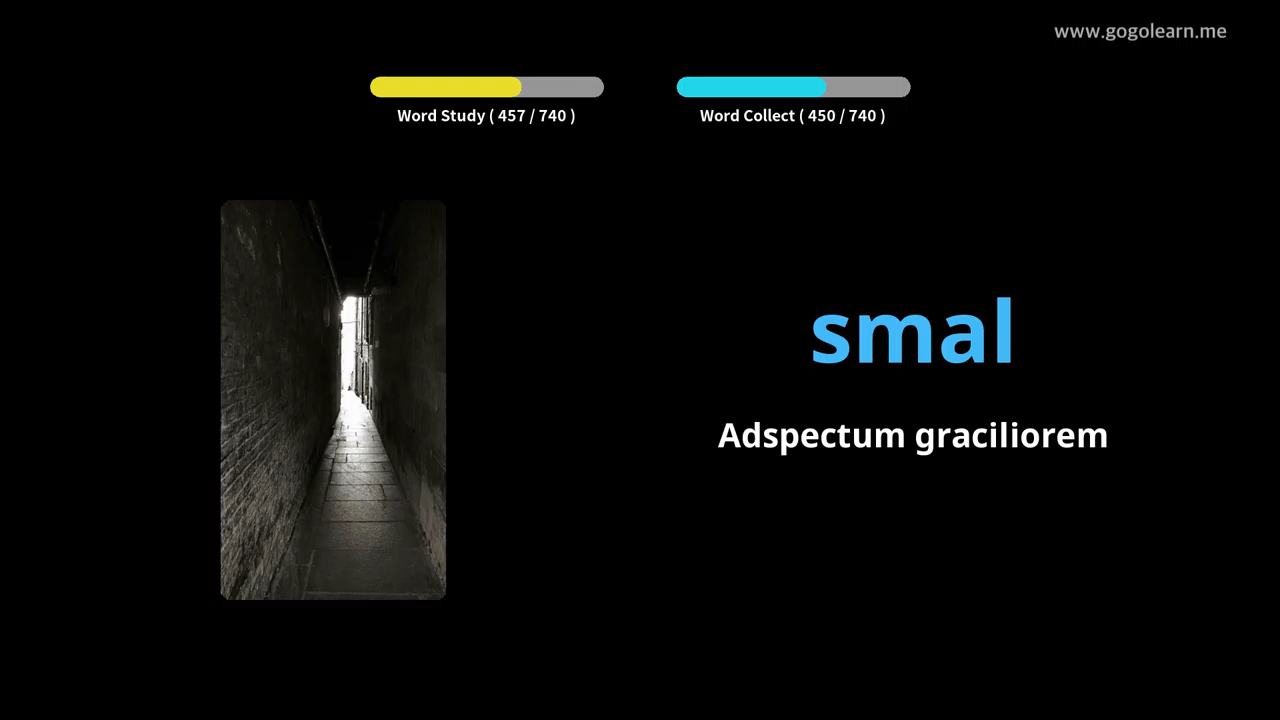 www.gogolearn.me
Word Study ( 457 / 740 )
Word Collect ( 450 / 740 )
smal
Adspectum graciliorem